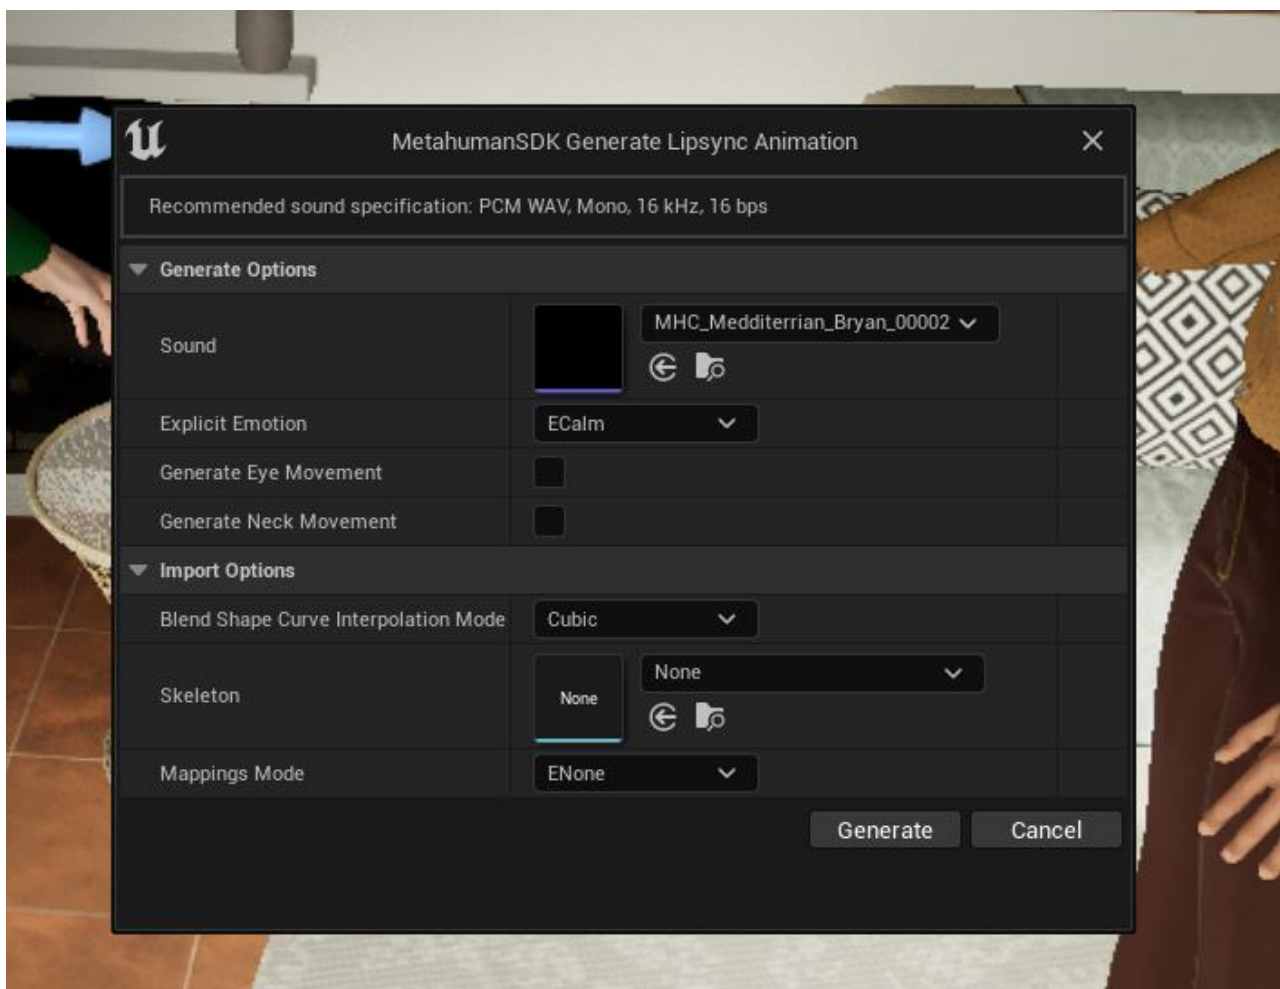 MetahumanSDK Generate Lipsync Animation
Recommended sound specification: PCM WAV, Mono, 16 kHz, 16 bps
Generate Options
Sound
MHC_Medditerrian_Bryan_00002
Explicit Emotion
ECalm
Generate Eye Movement
Generate Neck Movement
Import Options
Blend Shape Curve Interpolation Mode
Cubic
Skeleton
None
None
Mappings Mode
ENone
Generate
Cancel